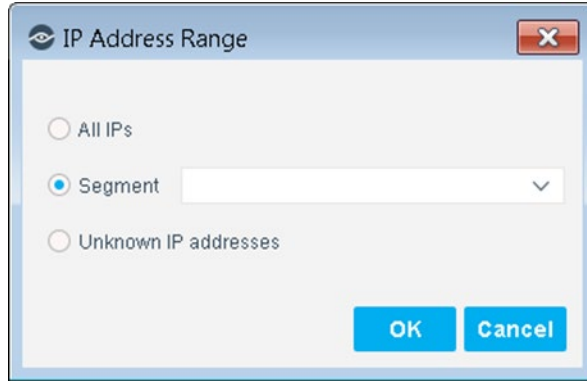 IP Address Range
All IPs
Segment
Unknown IP addresses
OK Cancel